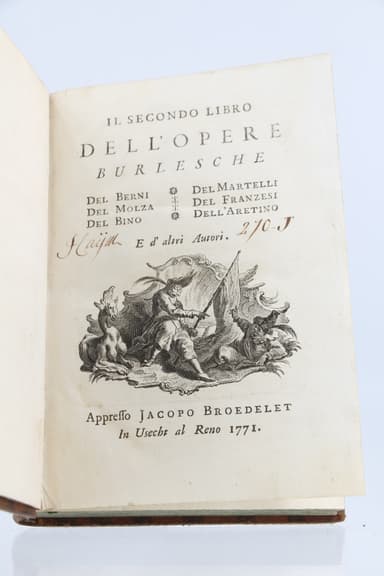 IL SECONDO LIBRO
DELL'OPERE
BURLESCHE
DEL BERNI
DEL MOLZA
DEL BINO
DEL MARTELLI
DEL FRANZESI
DELL'ARETINO
E d' altri Autori.
270-J
Appresso JACOPO BROEDELET
In Usecht al Reno 1771.